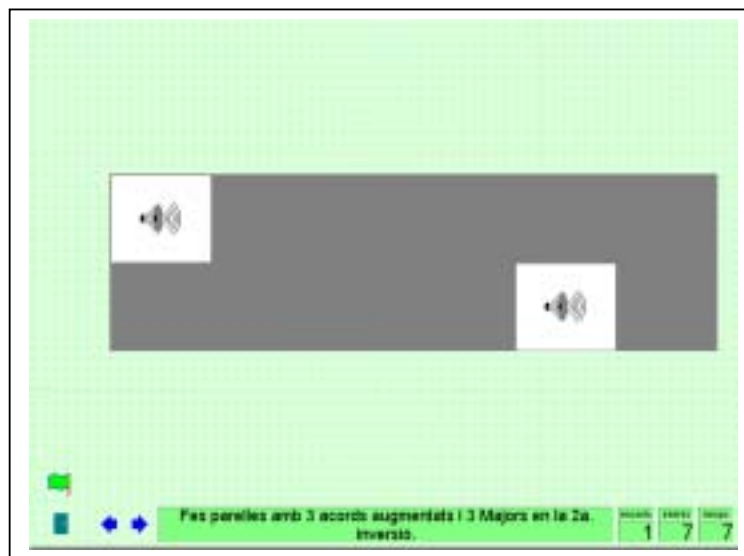 Fes parelles amb 3 acords augmentats i 3 Majors en la 2a.
inversió.
1 7 7